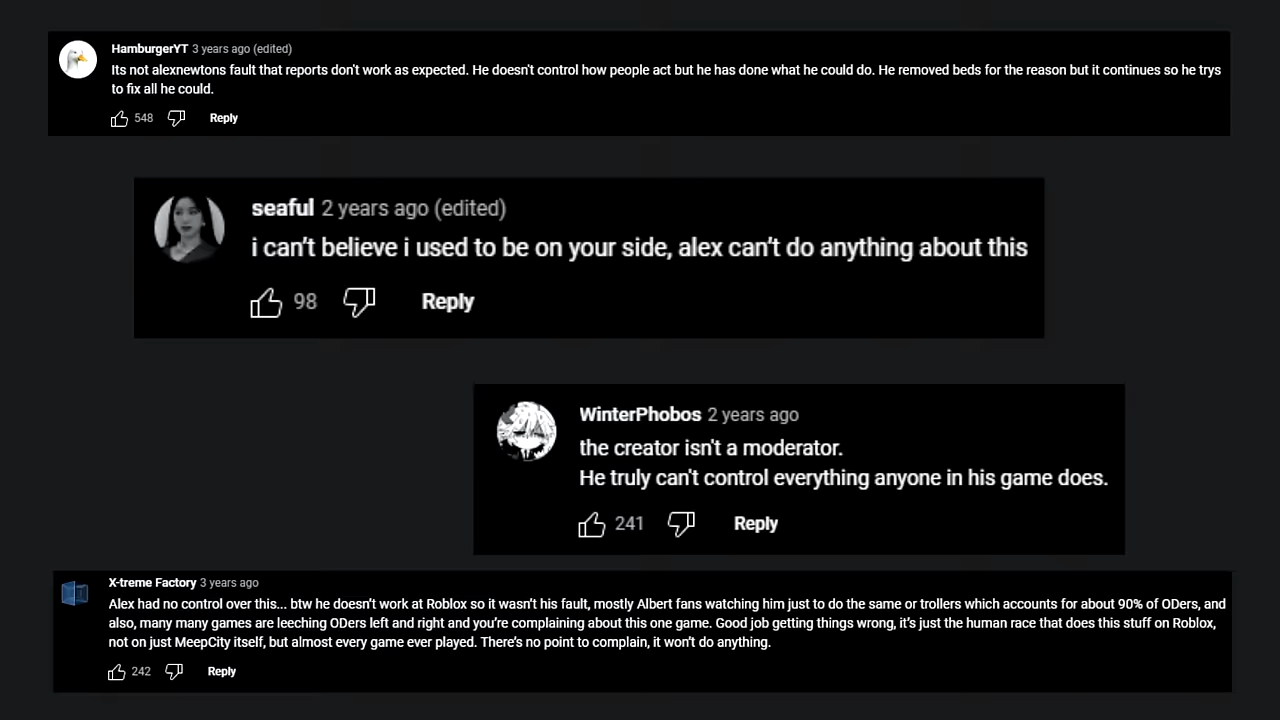 HamburgerYT 3 years ago (edited)
Its not alexnewtons fault that reports don't work as expected. He doesn't control how people act but he has done what he could do. He removed beds for the reason but it continues so he trys
to fix all he could.
548 Reply
seaful 2 years ago (edited)
i can't believe i used to be on your side, alex can't do anything about this
98 Reply
WinterPhobos 2 years ago
the creator isn't a moderator.
He truly can't control everything anyone in his game does.
241 Reply
X-treme Factory 3 years ago
Alex had no control over this... btw he doesn't work at Roblox so it wasn't his fault, mostly Albert fans watching him just to do the same or trollers which accounts for about 90% of ODers, and
also, many many games are leeching ODers left and right and you're complaining about this one game. Good job getting things wrong, it's just the human race that does this stuff on Roblox,
not on just MeepCity itself, but almost every game ever played. There's no point to complain, it won't do anything.
242 Reply